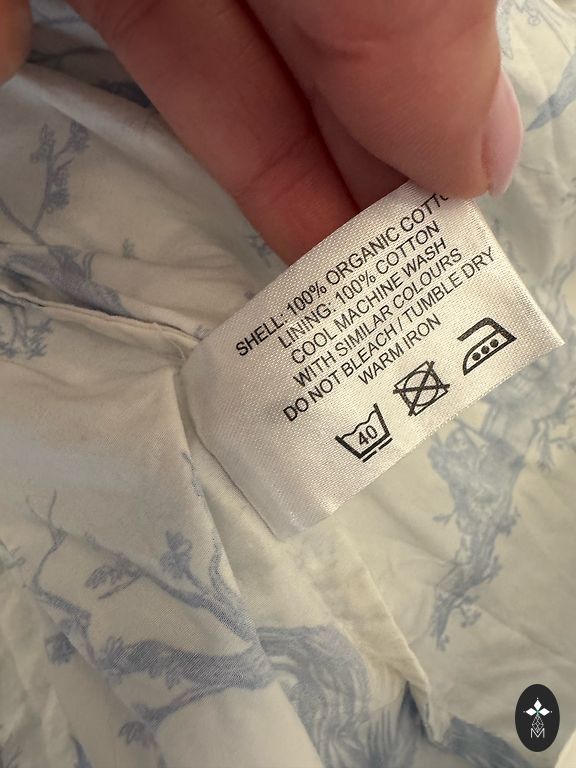 SHELL: 100% ORGANIC COTTO
LINING: 100% COTTON
COOL MACHINE WASH
WITH SIMILAR COLOURS
DO NOT BLEACH / TUMBLE DRY
WARM IRON
40
M